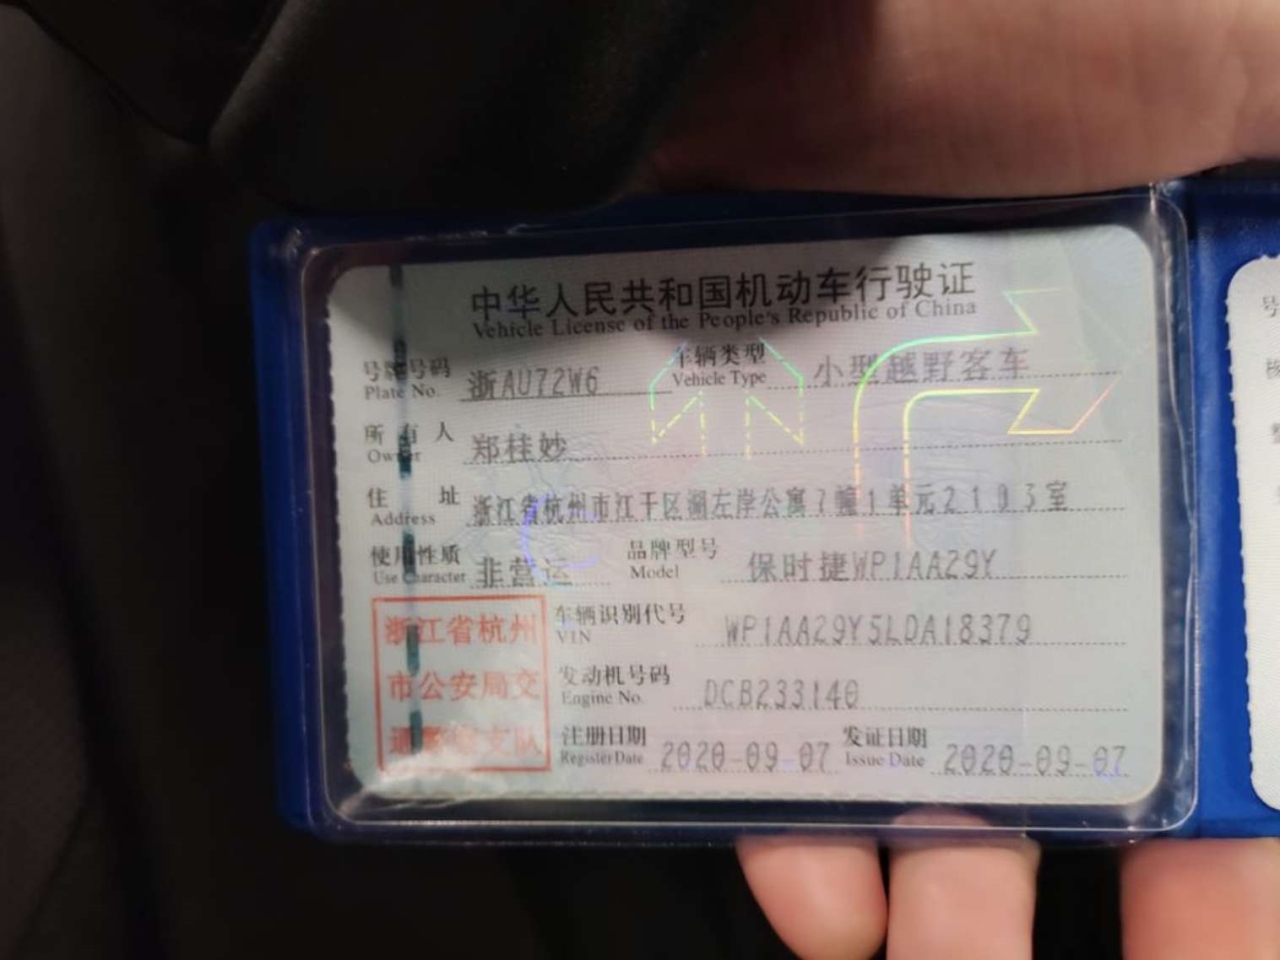 中华人民共和国机动车行驶证
Vehicle License of the People's Republic of China
号牌号码 浙AU72W6 车辆类型 小型越野客车
Plate No. Vehicle Type
所有人 郑桂妙
Owner
住址 浙江省杭州市江干区澜左岸公寓7幢1单元2103室
Address
使用性质 非营运 品牌型号 保时捷WP1AA29Y
Use Character Model
浙江省杭州 车辆识别代号 WP1AA29Y5LDA18379
VIN
市公安局交 发动机号码 DCB233140
Engine No.
通警察支队 注册日期 2020-09-07 发证日期 2020-09-07
Register Date Issue Date